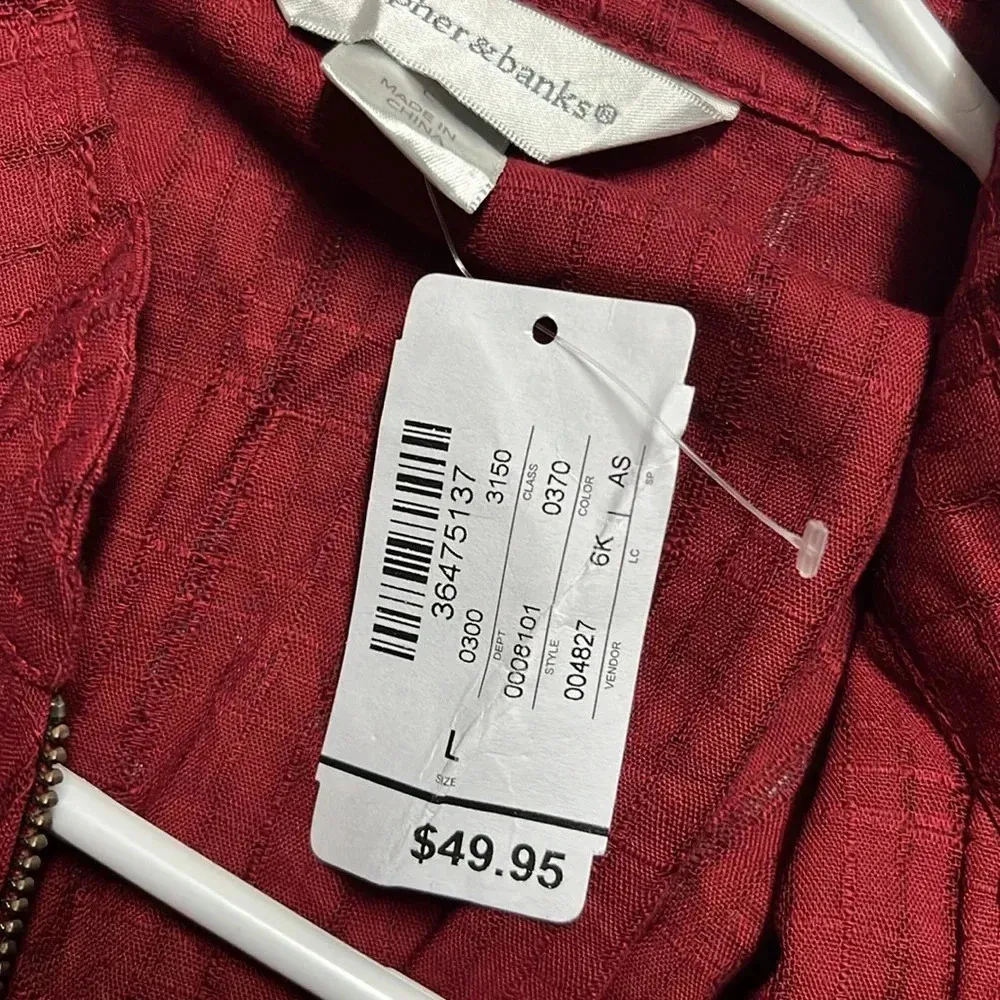 pher&banks®
MADE IN
CHINA
36475137
0300 3150
DEPT CLASS
0008101 0370
STYLE COLOR
004827 6K AS
VENDOR LC SP
L
SIZE
$49.95